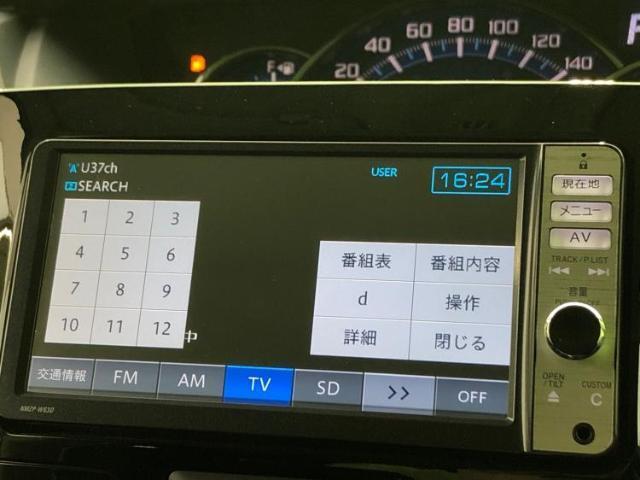 20 40 60 80 100 120 140
F
P
A U37ch
SEARCH
USER
16:24
1 2 3
4 5 6
7 8 9
10 11 12
中
番組表 番組内容
d 操作
詳細 閉じる
交通情報 FM AM TV SD >> OFF
現在地
メニュー
AV
TRACK/P.LIST
音量
OPEN
/TILT
CUSTOM
C